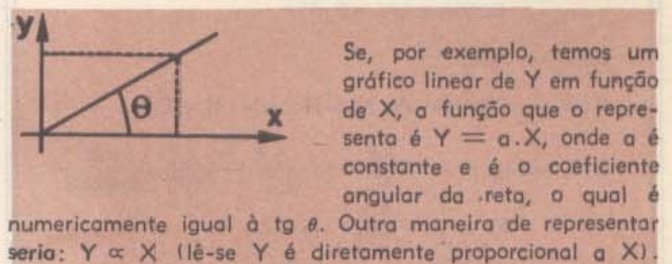 y
θ
x
Se, por exemplo, temos um
gráfico linear de Y em função
de X, a função que o repre-
senta é Y = a.X, onde a é
constante e é o coeficiente
angular da reta, o qual é
numericamente igual à tg θ. Outra maneira de representar
seria: Y ∝ X (lê-se Y é diretamente proporcional a X).